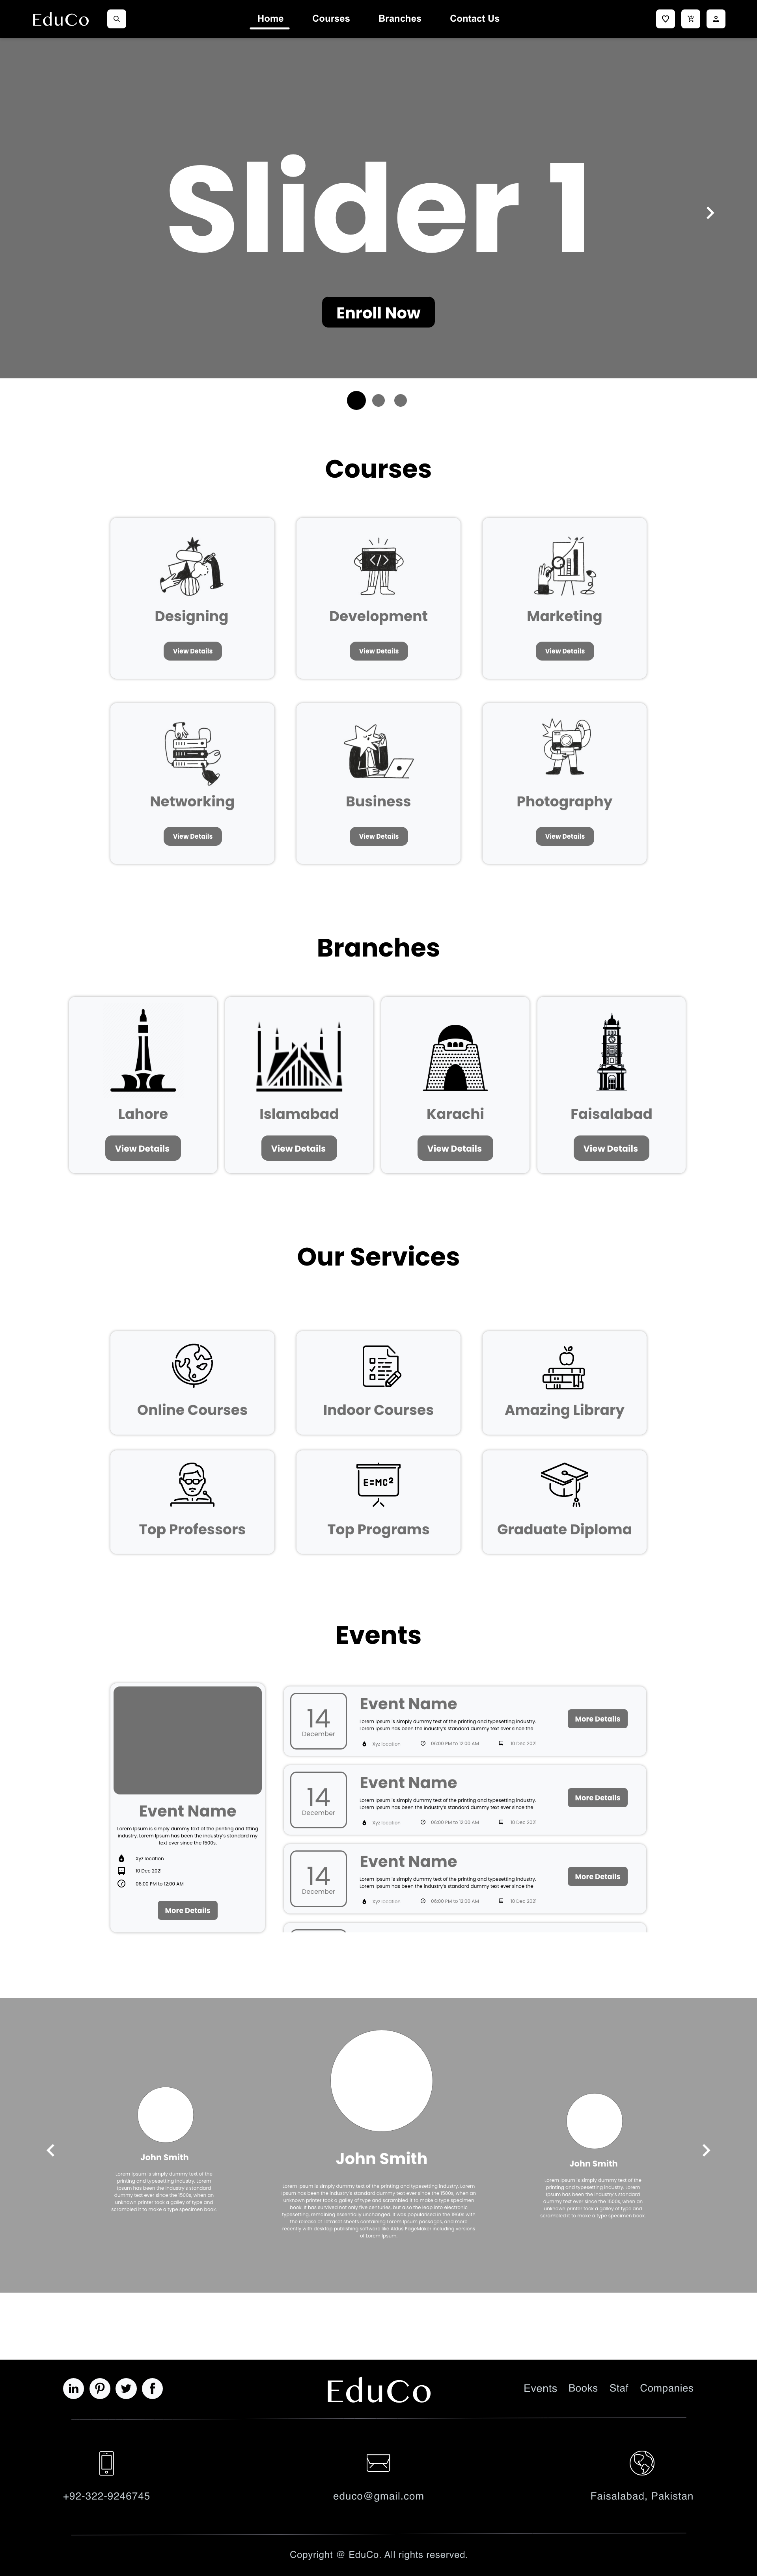 EduCo
Home Courses Branches Contact Us
Slider 1
Enroll Now
Courses
Designing Development Marketing
View Details View Details View Details
Networking Business Photography
View Details View Details View Details
Branches
Lahore Islamabad Karachi Faisalabad
View Details View Details View Details View Details
Our Services
Online Courses Indoor Courses Amazing Library
E=MC²
Top Professors Top Programs Graduate Diploma
Events
Event Name
Lorem Ipsum is simply dummy text of the printing and ttting
industry. Lorem Ipsum has been the industry's standard my
text ever since the 1500s,
Xyz location
10 Dec 2021
06:00 PM to 12:00 AM
More Details
14
December
Event Name
Lorem Ipsum is simply dummy text of the printing and typesetting industry.
Lorem Ipsum has been the industry's standard dummy text ever since the
Xyz location 06:00 PM to 12:00 AM 10 Dec 2021
More Details
14
December
Event Name
Lorem Ipsum is simply dummy text of the printing and typesetting industry.
Lorem Ipsum has been the industry's standard dummy text ever since the
Xyz location 06:00 PM to 12:00 AM 10 Dec 2021
More Details
14
December
Event Name
Lorem Ipsum is simply dummy text of the printing and typesetting industry.
Lorem Ipsum has been the industry's standard dummy text ever since the
Xyz location 06:00 PM to 12:00 AM 10 Dec 2021
More Details
John Smith
Lorem Ipsum is simply dummy text of the
printing and typesetting industry. Lorem
Ipsum has been the industry's standard
dummy text ever since the 1500s, when an
unknown printer took a galley of type and
scrambled it to make a type specimen book.
John Smith
Lorem Ipsum is simply dummy text of the printing and typesetting industry. Lorem
Ipsum has been the industry's standard dummy text ever since the 1500s, when an
unknown printer took a galley of type and scrambled it to make a type specimen
book. It has survived not only five centuries, but also the leap into electronic
typesetting, remaining essentially unchanged. It was popularised in the 1960s with
the release of Letraset sheets containing Lorem Ipsum passages, and more
recently with desktop publishing software like Aldus PageMaker including versions
of Lorem Ipsum.
John Smith
Lorem Ipsum is simply dummy text of the
printing and typesetting industry. Lorem
Ipsum has been the industry's standard
dummy text ever since the 1500s, when an
unknown printer took a galley of type and
scrambled it to make a type specimen book.
in f
EduCo
Events Books Staf Companies
+92-322-9246745
educo@gmail.com
Faisalabad, Pakistan
Copyright @ EduCo. All rights reserved.